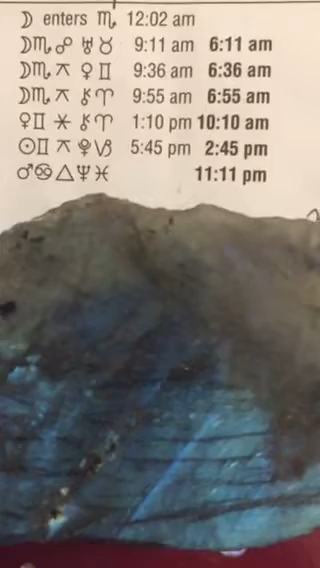 ☽ enters ♏ 12:02 am
☽♏ ☍ ♅♉ 9:11 am 6:11 am
☽♏ ⚻ ♀♊ 9:36 am 6:36 am
☽♏ ⚻ ⚷♈ 9:55 am 6:55 am
♀♊ ⚹ ⚷♈ 1:10 pm 10:10 am
☉♊ ⚻ ♇♑ 5:45 pm 2:45 pm
♂♋ △ ♆♓ 11:11 pm